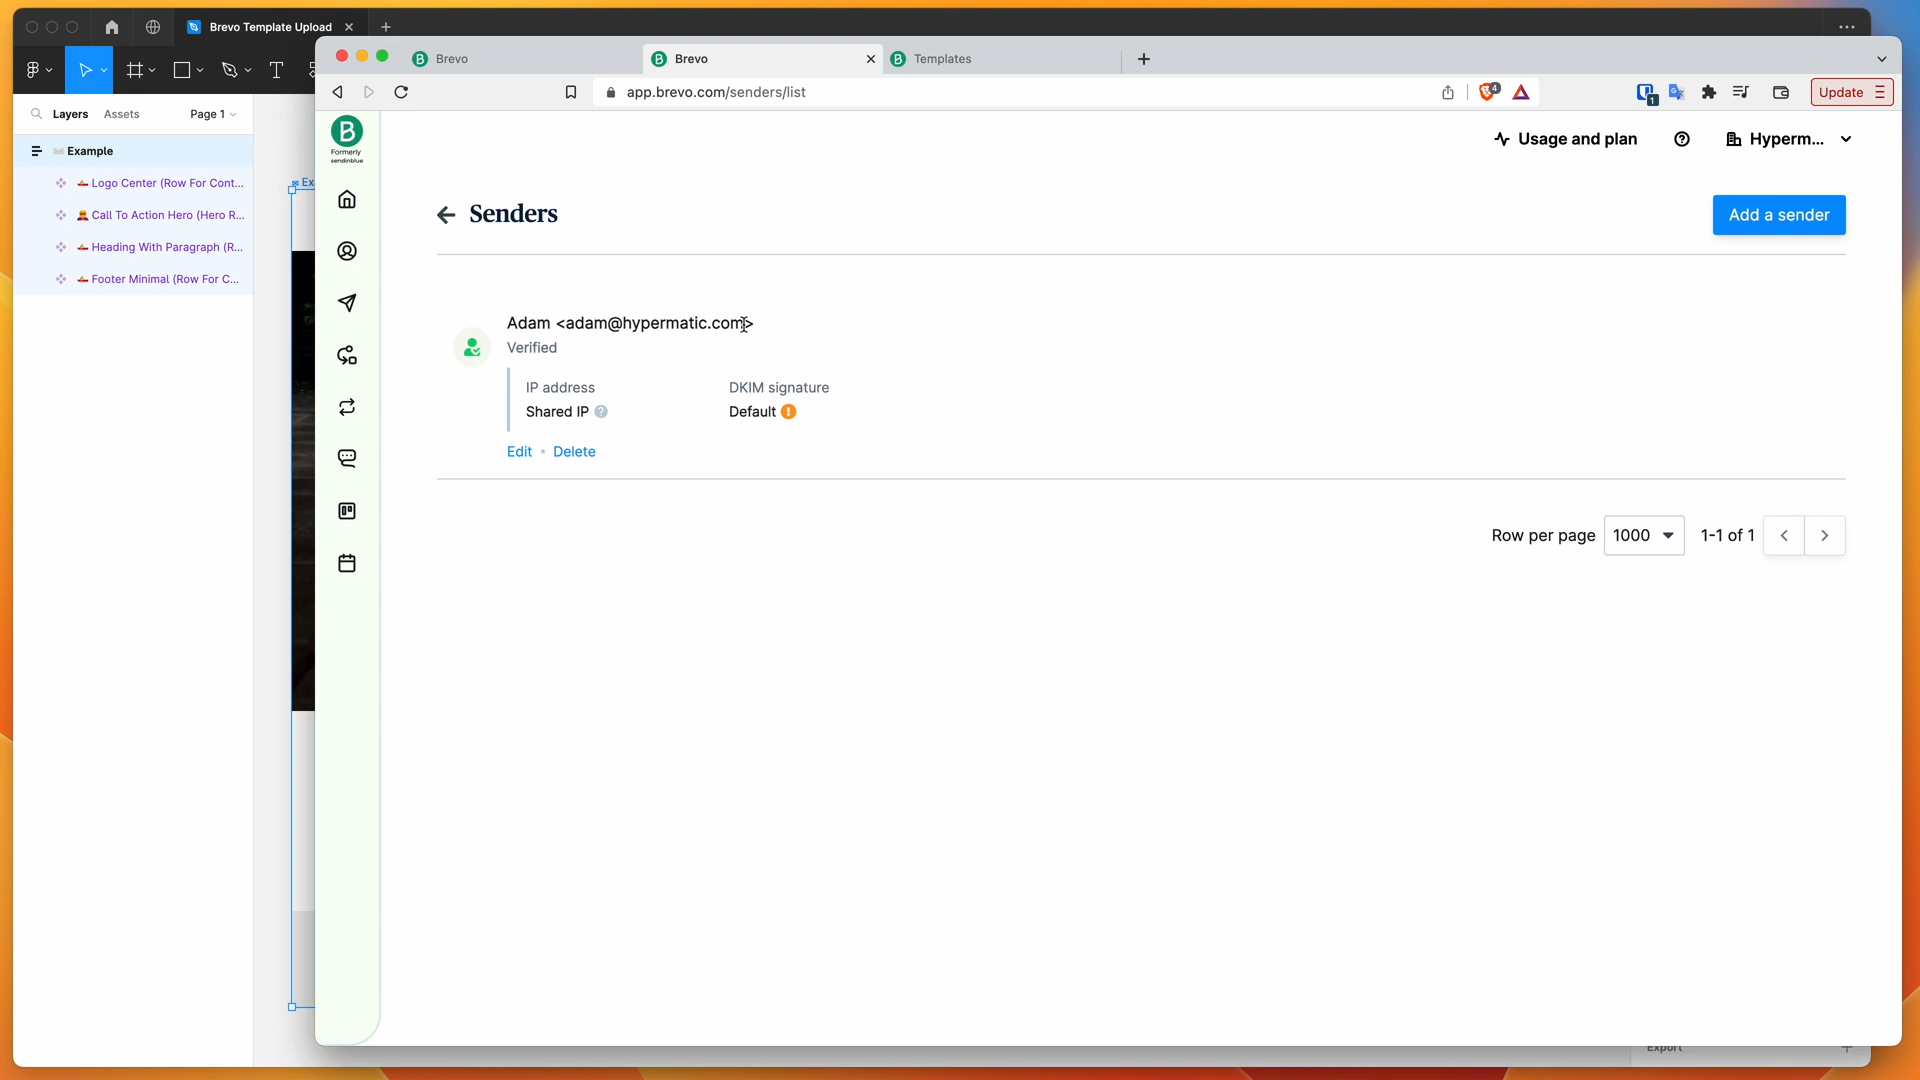 Brevo Template Upload
Layers
Assets
Page 1
Example
Logo Center (Row For Cont...
Call To Action Hero (Hero R...
Heading With Paragraph (R...
Footer Minimal (Row For C...
Ex
Brevo
Brevo
Templates
app.brevo.com/senders/list
4
1
Update
B
Formerly
sendinblue
Usage and plan
Hyperm...
Senders
Add a sender
Adam <adam@hypermatic.com>
Verified
IP address
DKIM signature
Shared IP
Default
Edit • Delete
Row per page
1000
1-1 of 1
Export